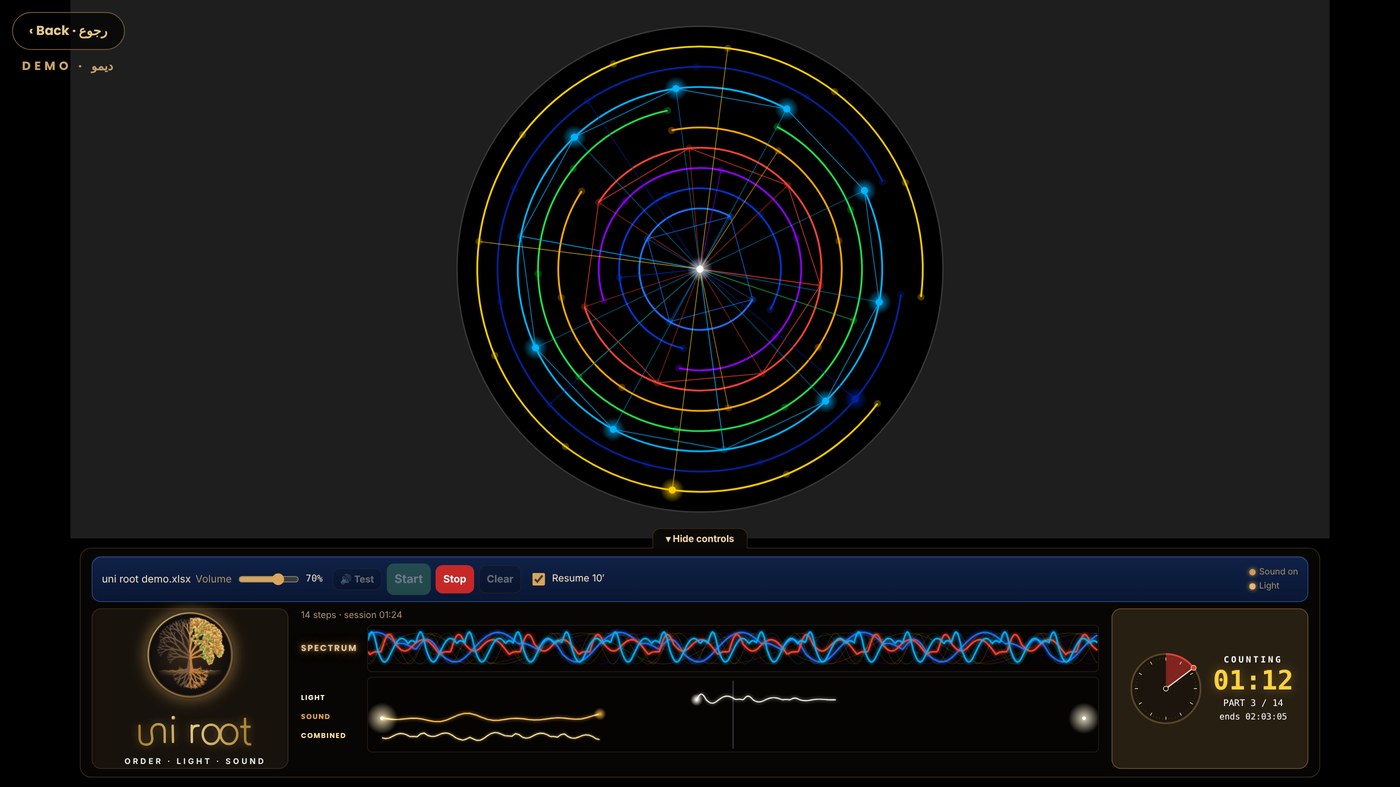 ‹ Back · رجوع
DEMO · ديمو
▾ Hide controls
uni root demo.xlsx Volume 70% 🔊 Test Start Stop Clear Resume 10′
Sound on
Light
14 steps · session 01:24
SPECTRUM
LIGHT
SOUND
COMBINED
uni root
ORDER · LIGHT · SOUND
COUNTING
01:12
PART 3 / 14
ends 02:03:05